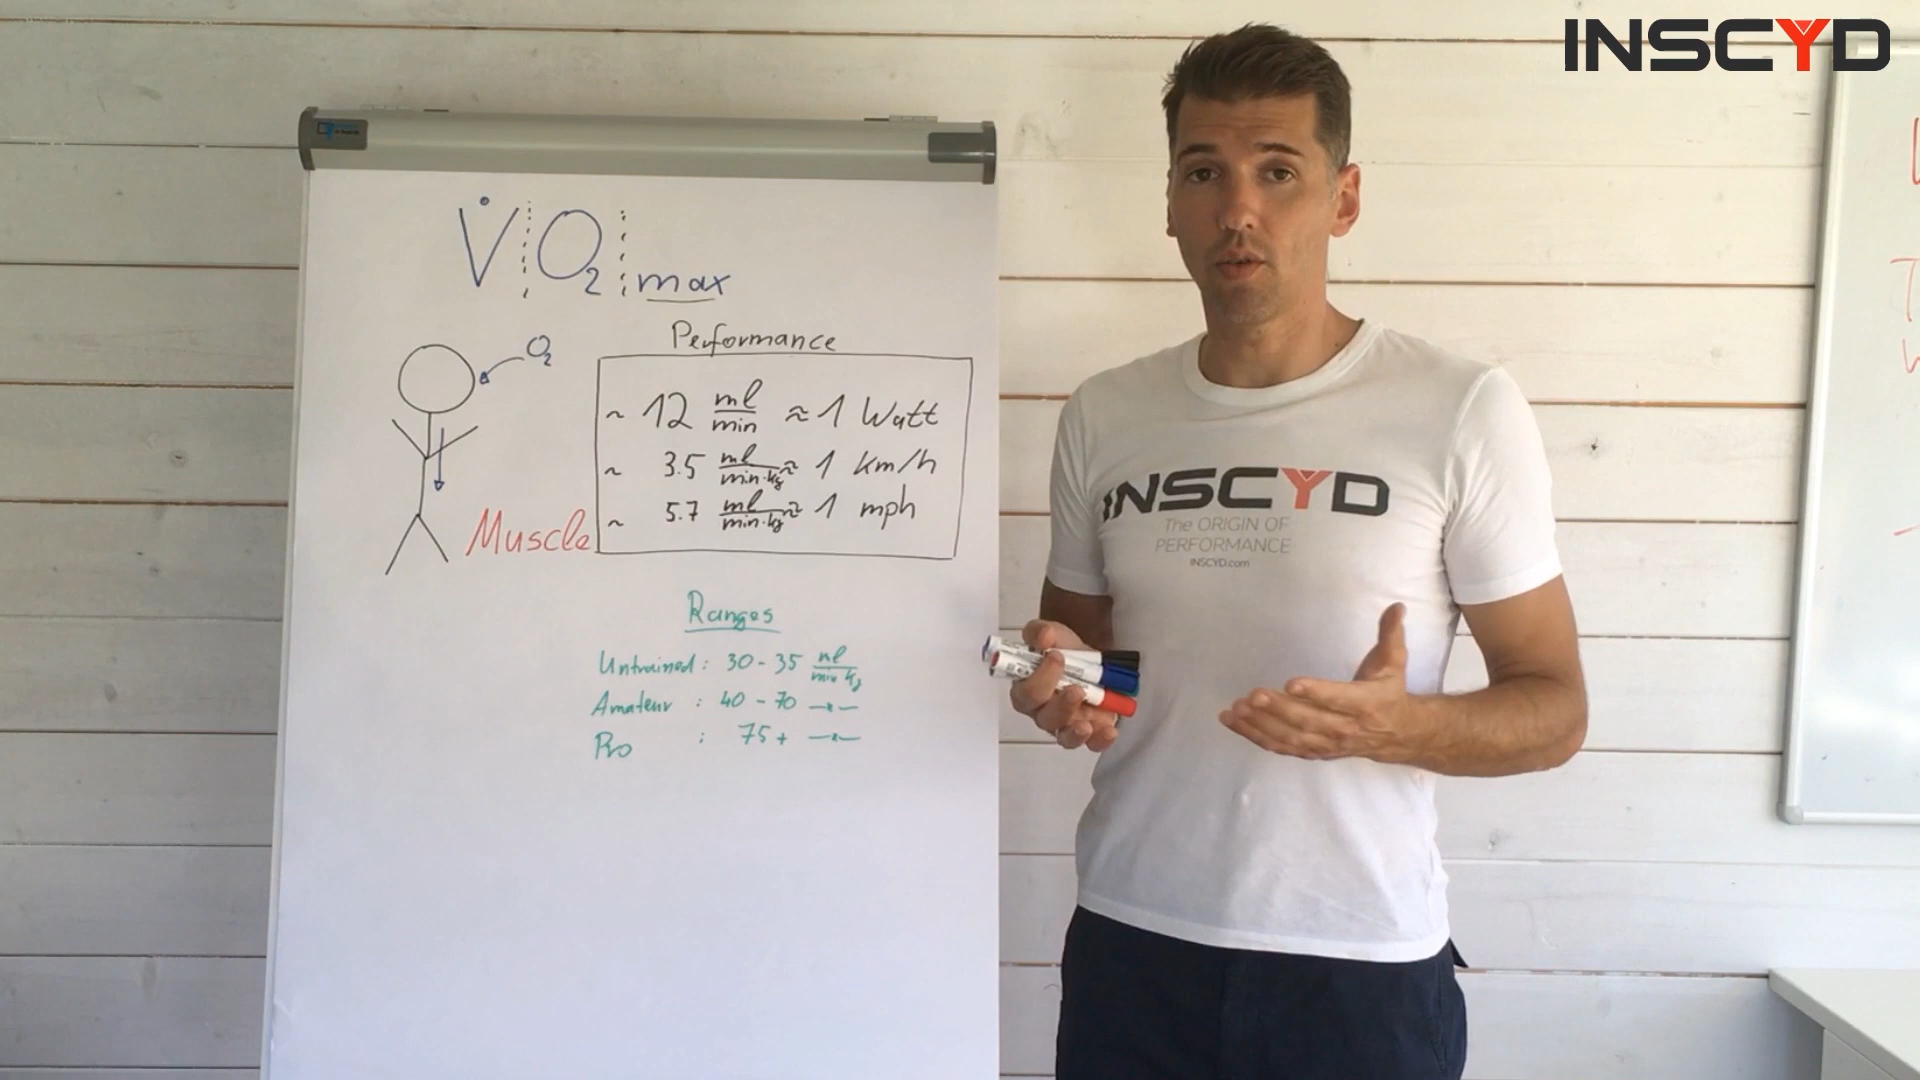 INSCYD
V̇ O₂ max
O₂
Muscle
Performance
~ 12 ml/min ≈ 1 Watt
~ 3.5 ml/min·kg ≈ 1 km/h
~ 5.7 ml/min·kg ≈ 1 mph
Ranges
Untrained : 30 - 35 ml/min kg
Amateur : 40 - 70 —"—
Pro : 75 + —"—
INSCYD
The ORIGIN OF
PERFORMANCE
INSCYD.com